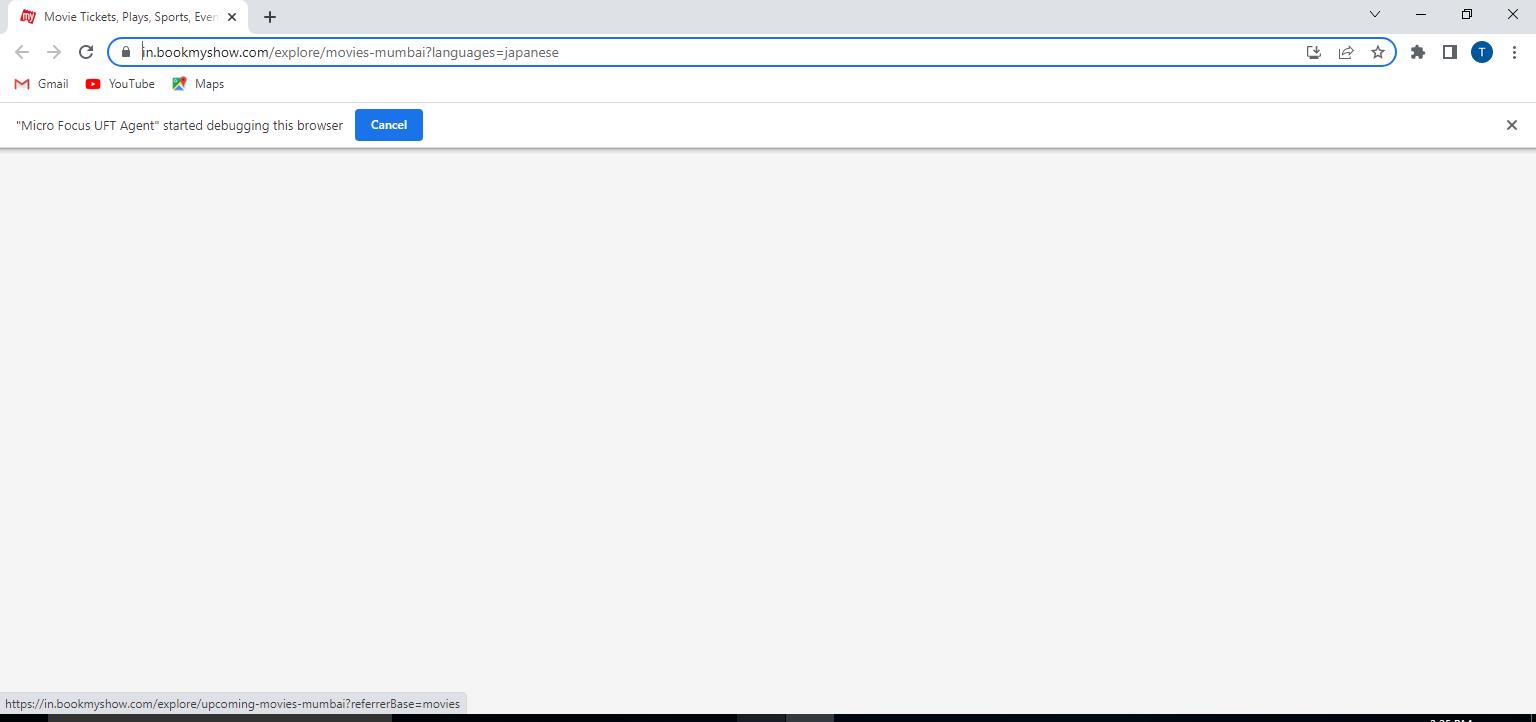 my Movie Tickets, Plays, Sports, Even
in.bookmyshow.com/explore/movies-mumbai?languages=japanese T
Gmail YouTube Maps
"Micro Focus UFT Agent" started debugging this browser Cancel
https://in.bookmyshow.com/explore/upcoming-movies-mumbai?referrerBase=movies